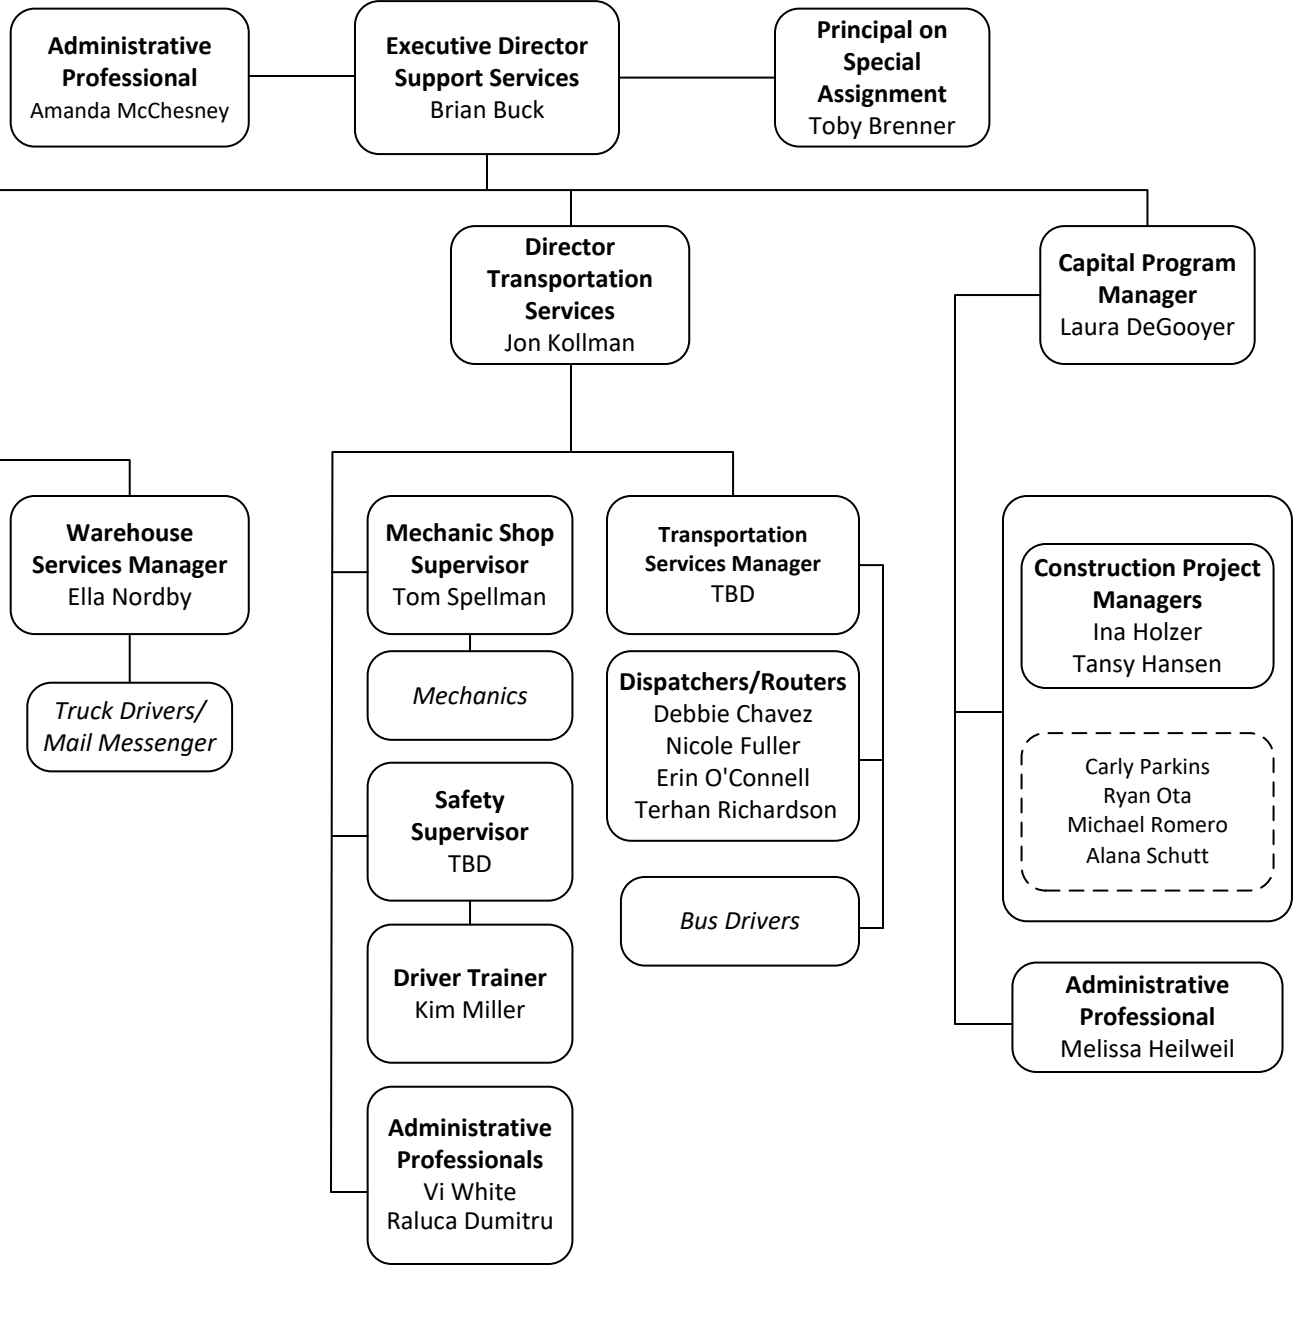 Administrative
Professional
Amanda McChesney
Executive Director
Support Services
Brian Buck
Principal on
Special
Assignment
Toby Brenner
Director
Transportation
Services
Jon Kollman
Capital Program
Manager
Laura DeGooyer
Warehouse
Services Manager
Ella Nordby
Truck Drivers/
Mail Messenger
Mechanic Shop
Supervisor
Tom Spellman
Mechanics
Safety
Supervisor
TBD
Driver Trainer
Kim Miller
Administrative
Professionals
Vi White
Raluca Dumitru
Transportation
Services Manager
TBD
Dispatchers/Routers
Debbie Chavez
Nicole Fuller
Erin O'Connell
Terhan Richardson
Bus Drivers
Construction Project
Managers
Ina Holzer
Tansy Hansen
Carly Parkins
Ryan Ota
Michael Romero
Alana Schutt
Administrative
Professional
Melissa Heilweil